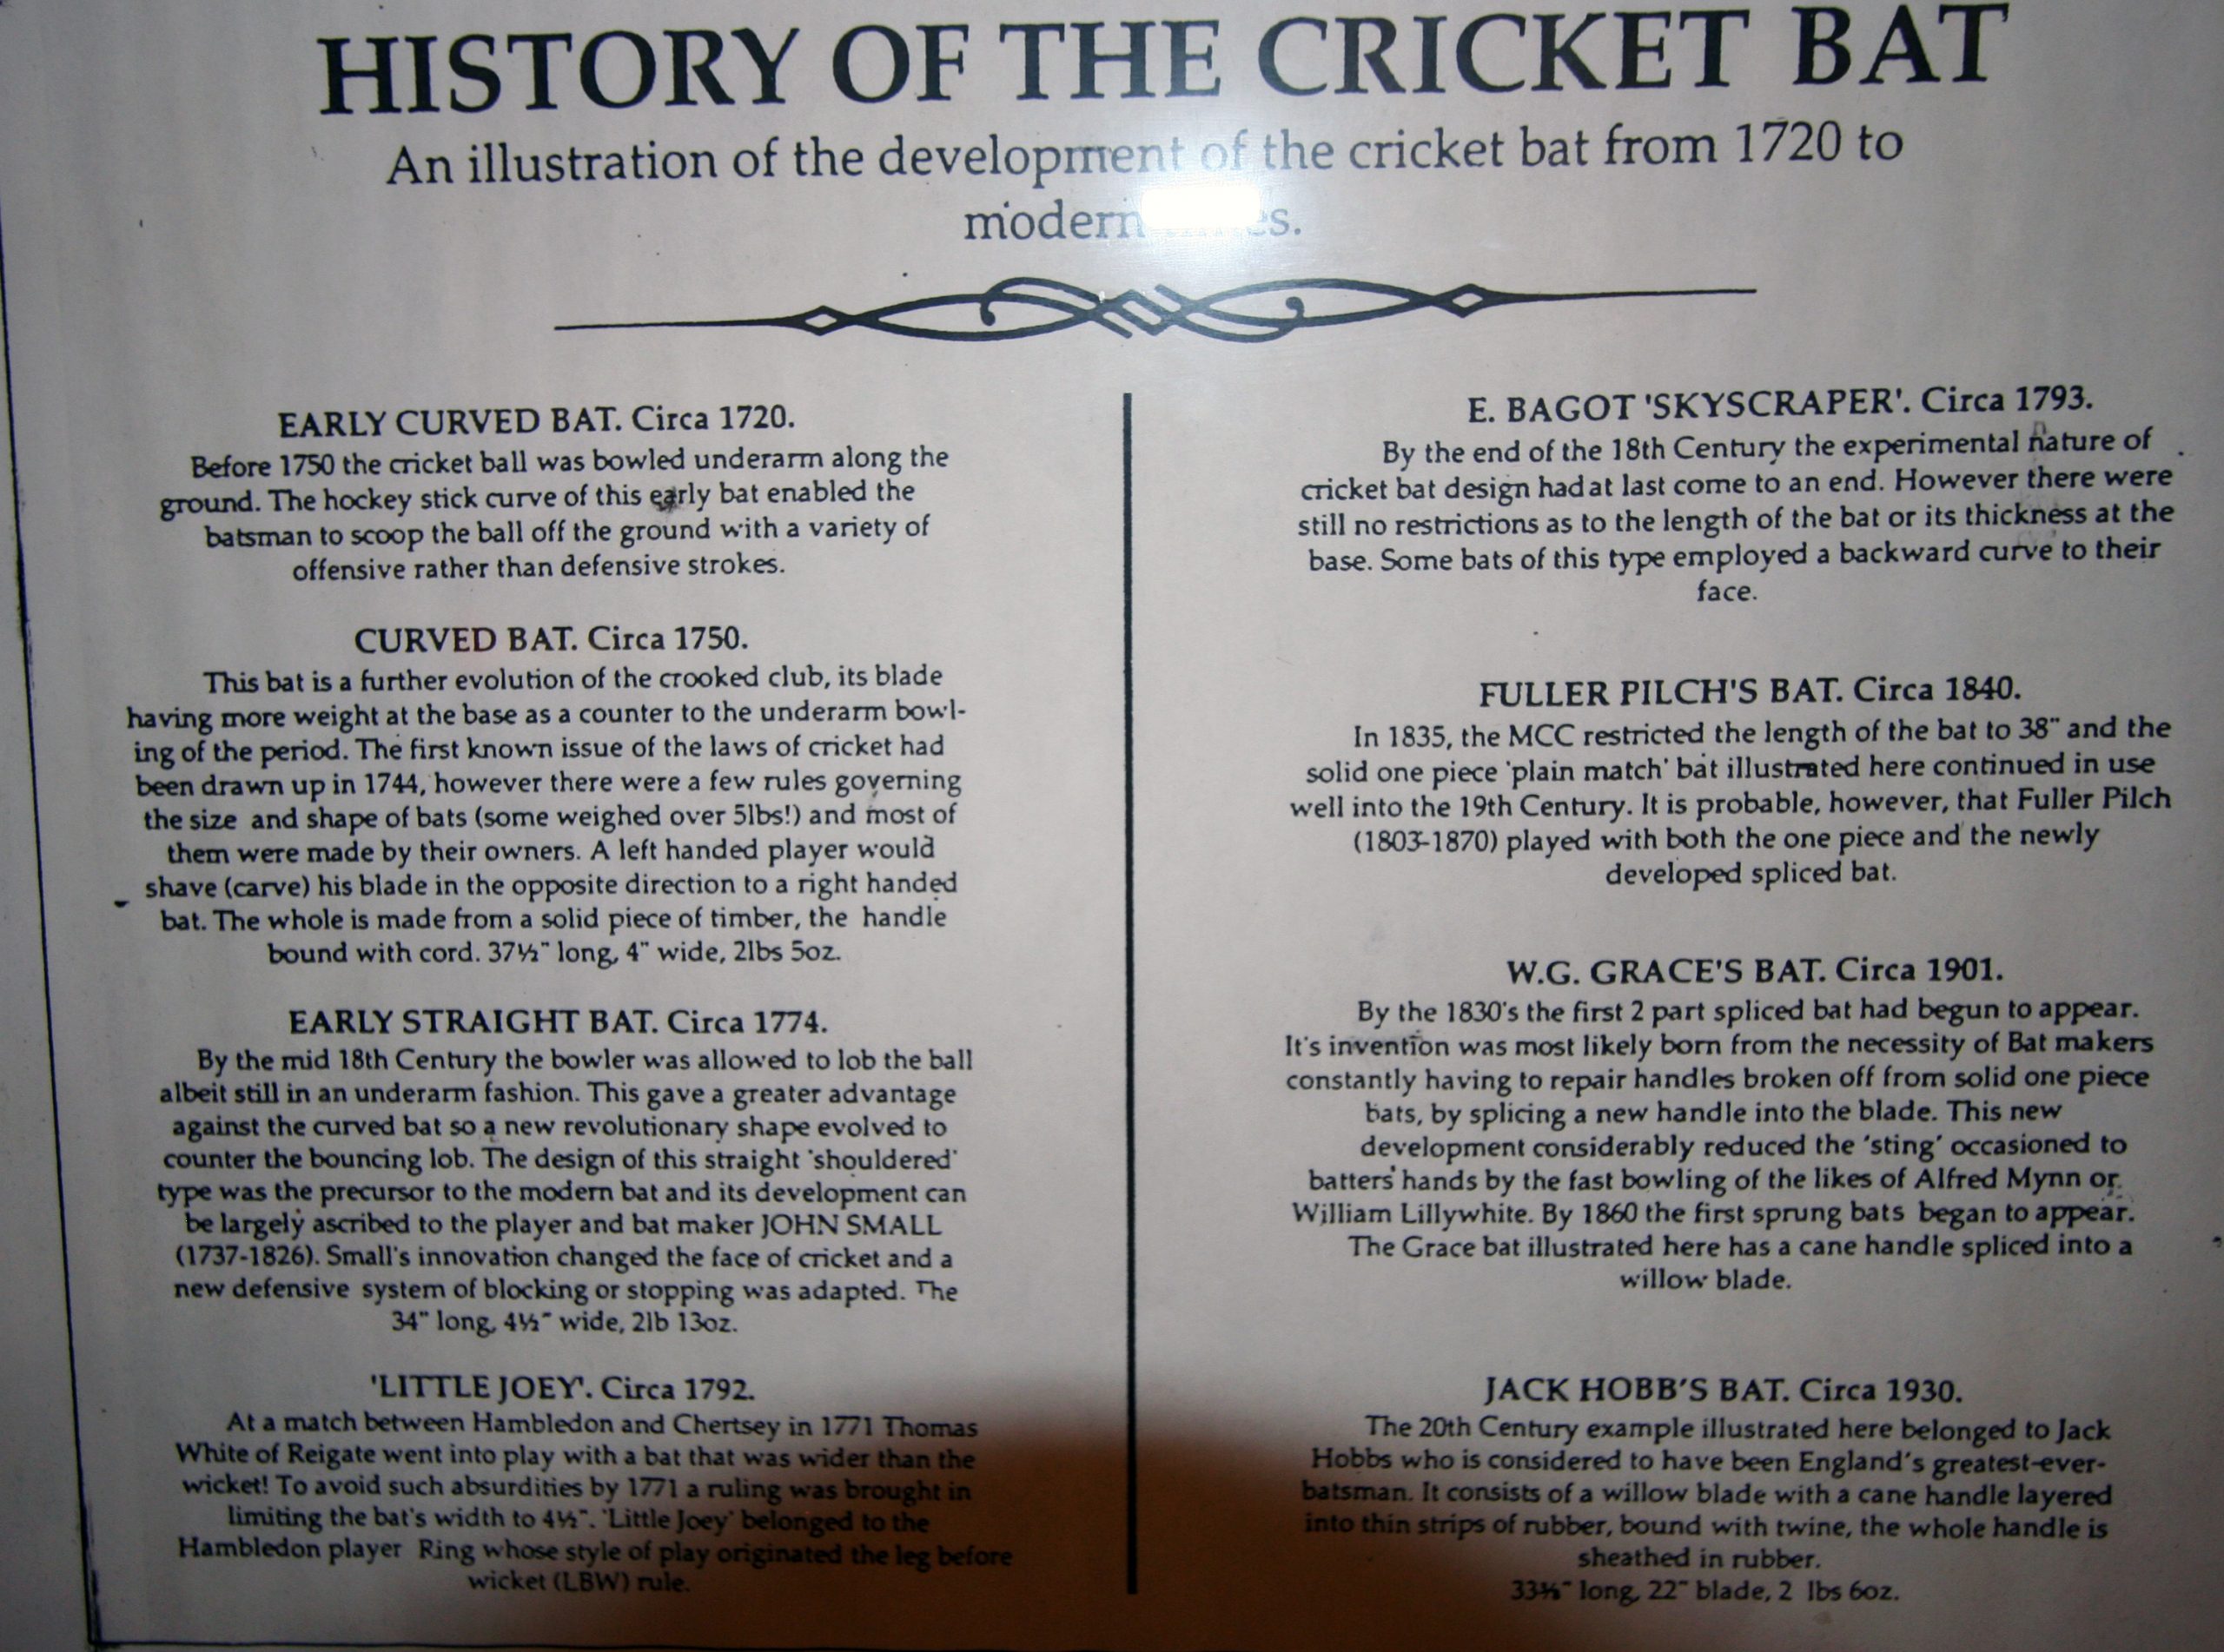 HISTORY OF THE CRICKET BAT
An illustration of the development of the cricket bat from 1720 to
modern
EARLY CURVED BAT. Circa 1720.
Before 1750 the cricket ball was bowled underarm along the
ground. The hockey stick curve of this early bat enabled the
batsman to scoop the ball off the ground with a variety of
offensive rather than defensive strokes.
CURVED BAT. Circa 1750.
This bat is a further evolution of the crooked club, its blade
having more weight at the base as a counter to the underarm bowl-
ing of the period. The first known issue of the laws of cricket had
been drawn up in 1744, however there were a few rules governing
the size and shape of bats (some weighed over 5lbs!) and most of
them were made by their owners. A left handed player would
shave (carve) his blade in the opposite direction to a right handed
bat. The whole is made from a solid piece of timber, the handle
bound with cord. 37½" long, 4" wide, 2lbs 5oz.
EARLY STRAIGHT BAT. Circa 1774.
By the mid 18th Century the bowler was allowed to lob the ball
albeit still in an underarm fashion. This gave a greater advantage
against the curved bat so a new revolutionary shape evolved to
counter the bouncing lob. The design of this straight 'shouldered'
type was the precursor to the modern bat and its development can
be largely ascribed to the player and bat maker JOHN SMALL
(1737-1826). Small's innovation changed the face of cricket and a
new defensive system of blocking or stopping was adapted. The
34" long, 4½" wide, 2lb 13oz.
'LITTLE JOEY'. Circa 1792.
At a match between Hambledon and Chertsey in 1771 Thomas
White of Reigate went into play with a bat that was wider than the
wicket! To avoid such absurdities by 1771 a ruling was brought in
limiting the bat's width to 4½". 'Little Joey' belonged to the
Hambledon player Ring whose style of play originated the leg before
wicket (LBW) rule.
E. BAGOT 'SKYSCRAPER'. Circa 1793.
By the end of the 18th Century the experimental nature of
cricket bat design had at last come to an end. However there were
still no restrictions as to the length of the bat or its thickness at the
base. Some bats of this type employed a backward curve to their
face.
FULLER PILCH'S BAT. Circa 1840.
In 1835, the MCC restricted the length of the bat to 38" and the
solid one piece 'plain match' bat illustrated here continued in use
well into the 19th Century. It is probable, however, that Fuller Pilch
(1803-1870) played with both the one piece and the newly
developed spliced bat.
W.G. GRACE'S BAT. Circa 1901.
By the 1830's the first 2 part spliced bat had begun to appear.
It's invention was most likely born from the necessity of Bat makers
constantly having to repair handles broken off from solid one piece
bats, by splicing a new handle into the blade. This new
development considerably reduced the 'sting' occasioned to
batters' hands by the fast bowling of the likes of Alfred Mynn or
William Lillywhite. By 1860 the first sprung bats began to appear.
The Grace bat illustrated here has a cane handle spliced into a
willow blade.
JACK HOBB'S BAT. Circa 1930.
The 20th Century example illustrated here belonged to Jack
Hobbs who is considered to have been England's greatest-ever-
batsman. It consists of a willow blade with a cane handle layered
into thin strips of rubber, bound with twine, the whole handle is
sheathed in rubber.
long, 22" blade, 2 lbs 6oz.